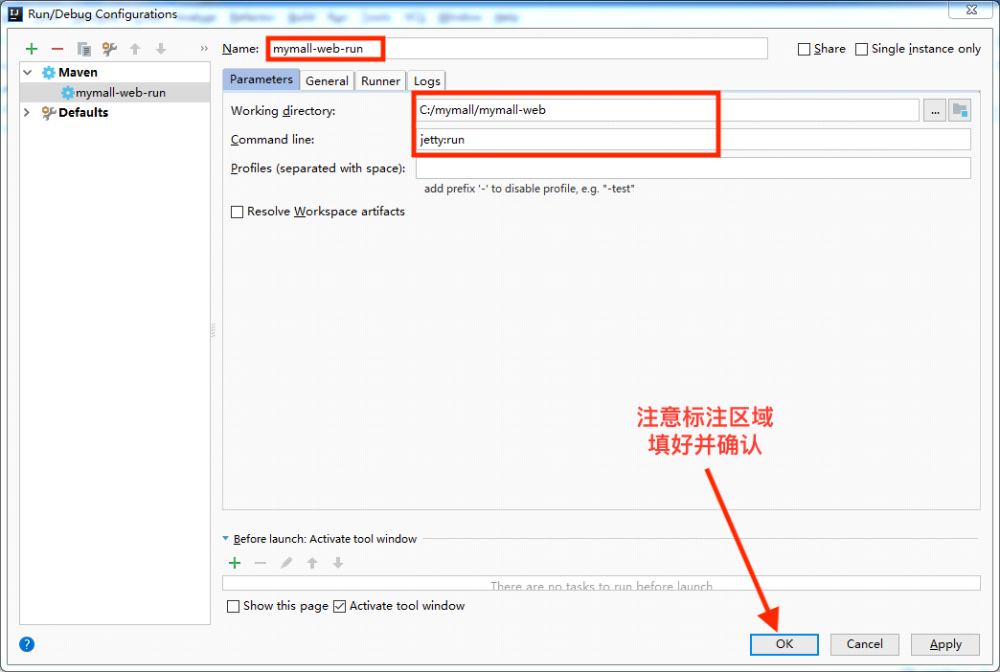 Run/Debug Configurations
Name: mymall-web-run
Share
Single instance only
Maven
mymall-web-run
Defaults
Parameters General Runner Logs
Working directory: C:/mymall/mymall-web ...
Command line: jetty:run
Profiles (separated with space):
add prefix '-' to disable profile, e.g. "-test"
Resolve Workspace artifacts
注意标注区域
填好并确认
Before launch: Activate tool window
There are no tasks to run before launch
Show this page Activate tool window
? OK Cancel Apply